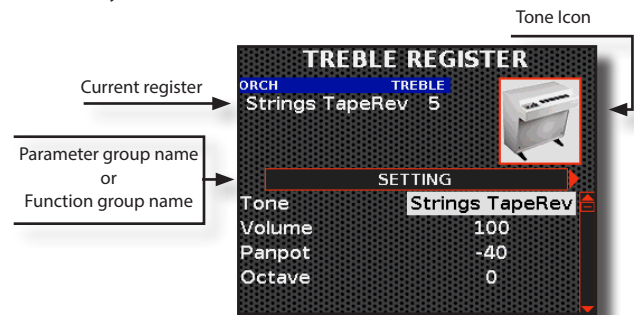 Tone Icon
TREBLE REGISTER
ORCH TREBLE
Current register
Strings TapeRev 5
Parameter group name
or
Function group name
SETTING
Tone Strings TapeRev
Volume 100
Panpot -40
Octave 0